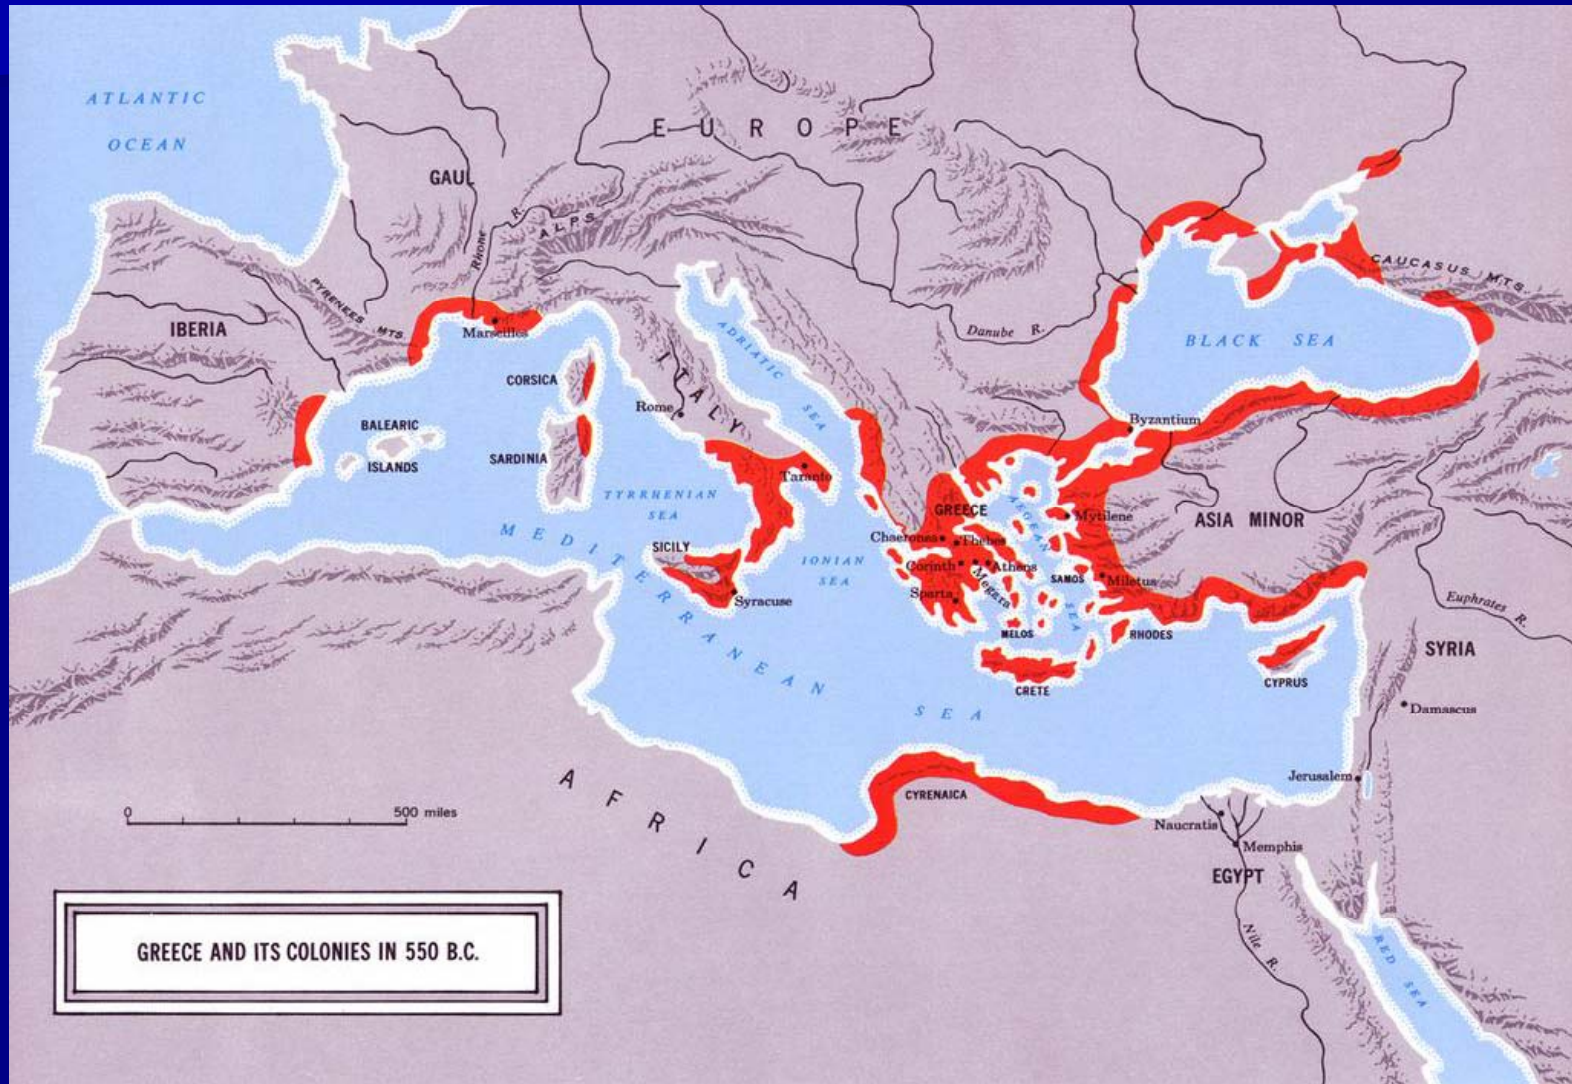 ATLANTIC
OCEAN
EUROPE
GAUL
Rhone R.
ALPS
PYRENEES MTS.
IBERIA
Marseilles
CORSICA
BALEARIC
ISLANDS
SARDINIA
ITALY
Rome
ADRIATIC SEA
Danube R.
CAUCASUS MTS.
BLACK SEA
Byzantium
Taranto
TYRRHENIAN
SEA
MEDITERRANEAN SEA
SICILY
Syracuse
IONIAN
SEA
GREECE
AEGEAN SEA
Mytilene
ASIA MINOR
Chaeronea
Thebes
Corinth
Athens
Megara
SAMOS
Miletus
Sparta
MELOS
RHODES
CRETE
CYPRUS
Euphrates R.
SYRIA
Damascus
Jerusalem
AFRICA
CYRENAICA
Naucratis
Memphis
EGYPT
Nile R.
RED SEA
0 500 miles
GREECE AND ITS COLONIES IN 550 B.C.